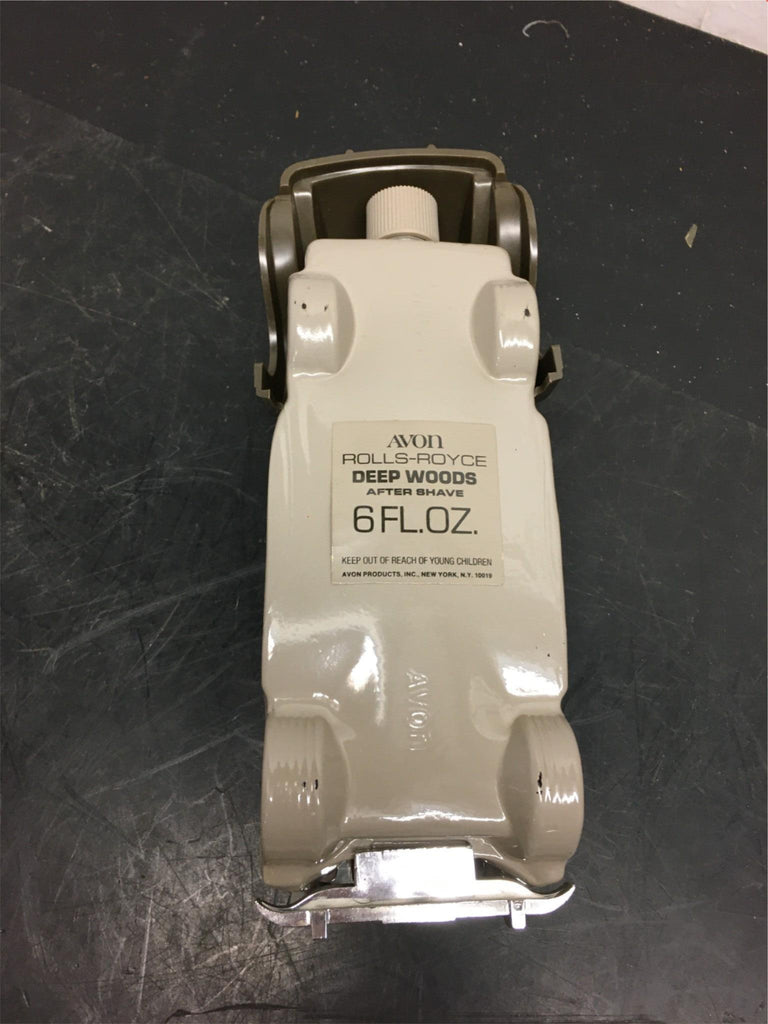 AVON
ROLLS-ROYCE
DEEP WOODS
AFTER SHAVE
6 FL.OZ.
KEEP OUT OF REACH OF YOUNG CHILDREN
AVON PRODUCTS, INC., NEW YORK, N.Y. 10019
AVON